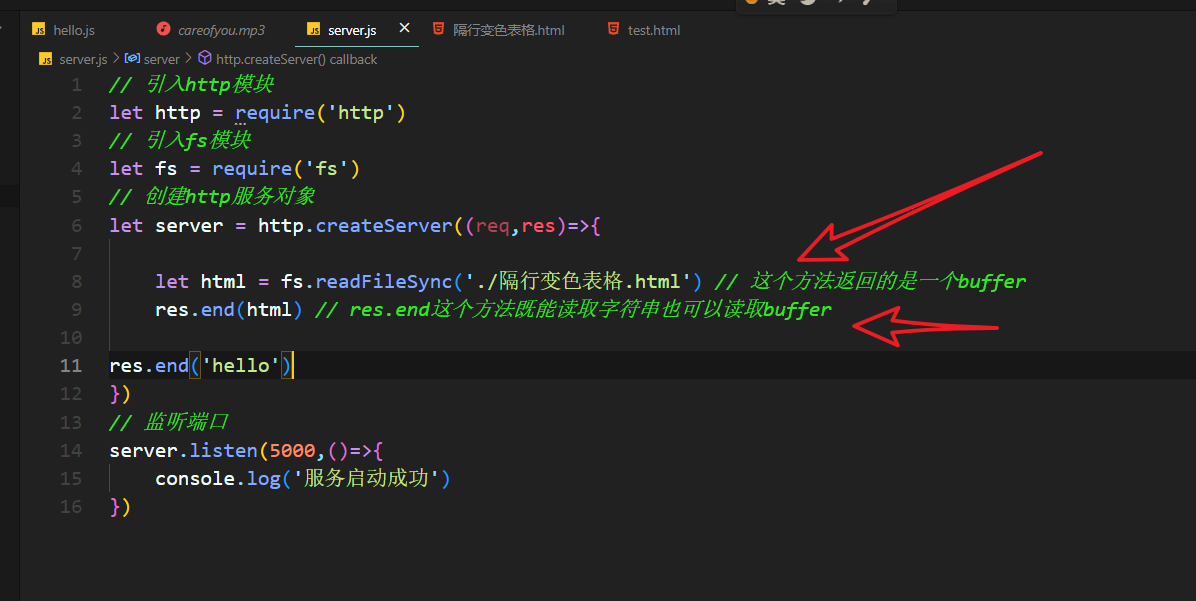 hello.js careofyou.mp3 server.js 隔行变色表格.html test.html
server.js server http.createServer() callback
1 // 引入http模块
2 let http = require('http')
3 // 引入fs模块
4 let fs = require('fs')
5 // 创建http服务对象
6 let server = http.createServer((req,res)=>{
7
8 let html = fs.readFileSync('./隔行变色表格.html') // 这个方法返回的是一个buffer
9 res.end(html) // res.end这个方法既能读取字符串也可以读取buffer
10
11 res.end('hello')
12 })
13 // 监听端口
14 server.listen(5000,()=>{
15 console.log('服务启动成功')
16 })